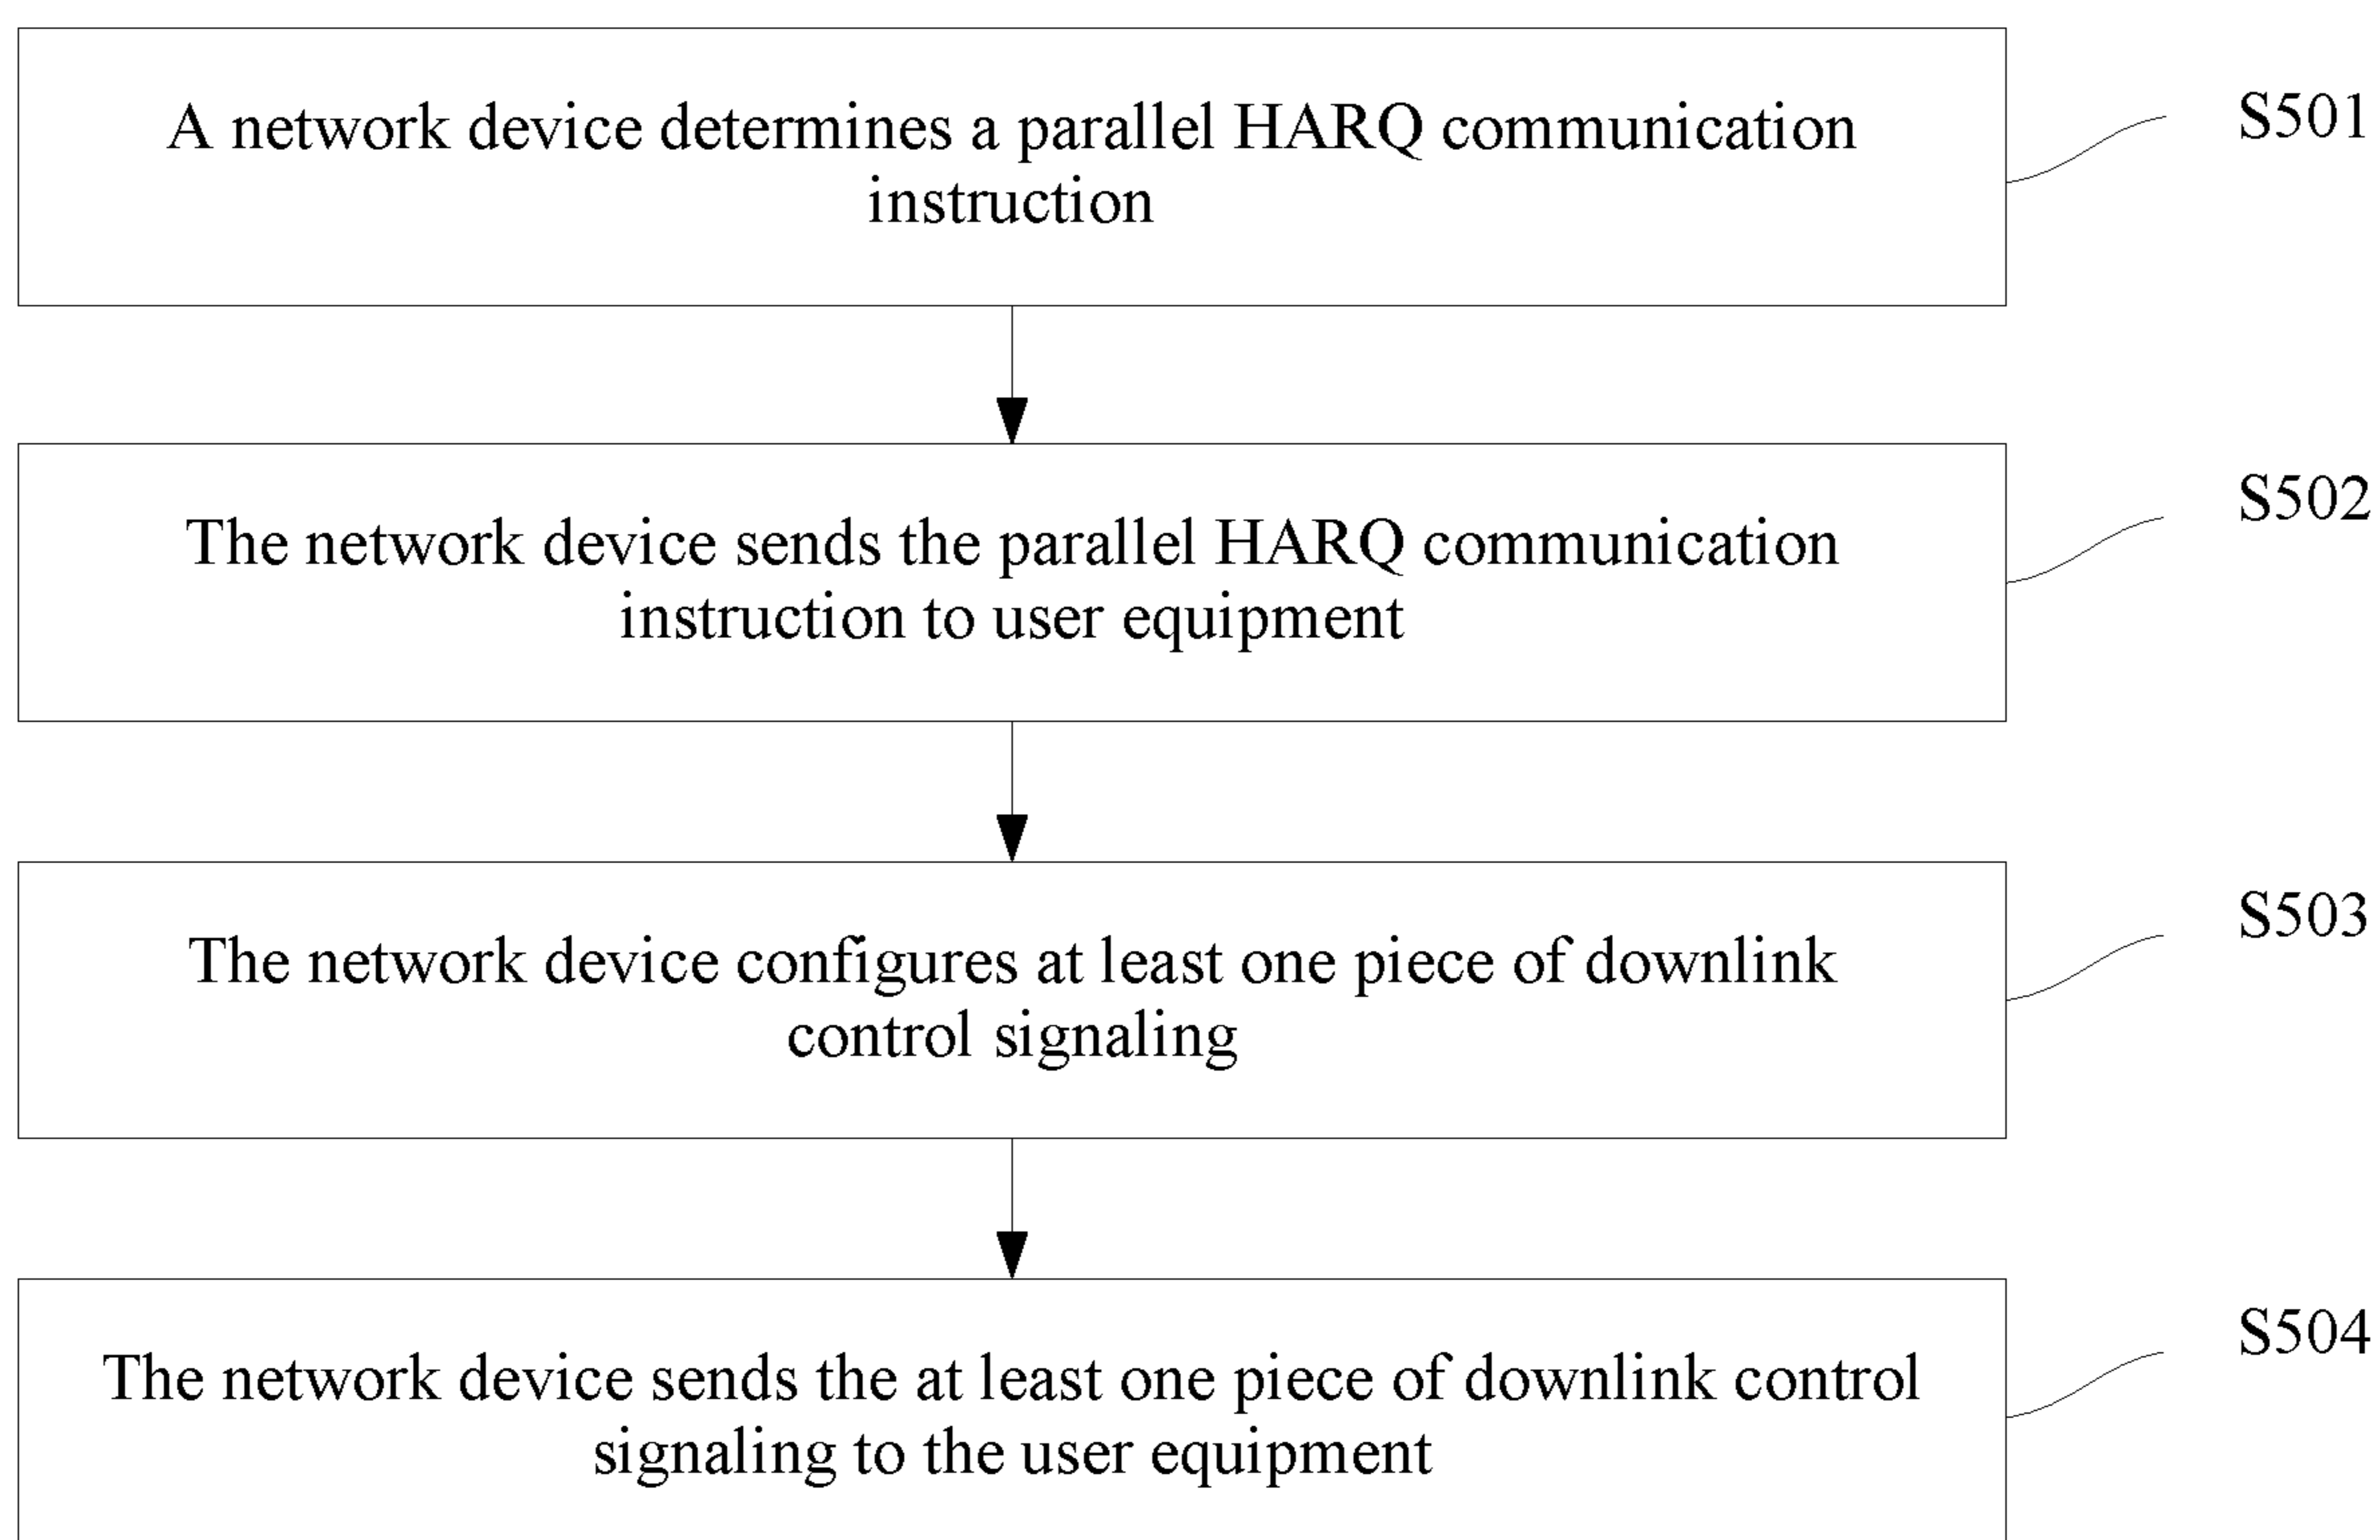 A network device determines a parallel HARQ communication
instruction
S501
The network device sends the parallel HARQ communication
instruction to user equipment
S502
The network device configures at least one piece of downlink
control signaling
S503
The network device sends the at least one piece of downlink control
signaling to the user equipment
S504